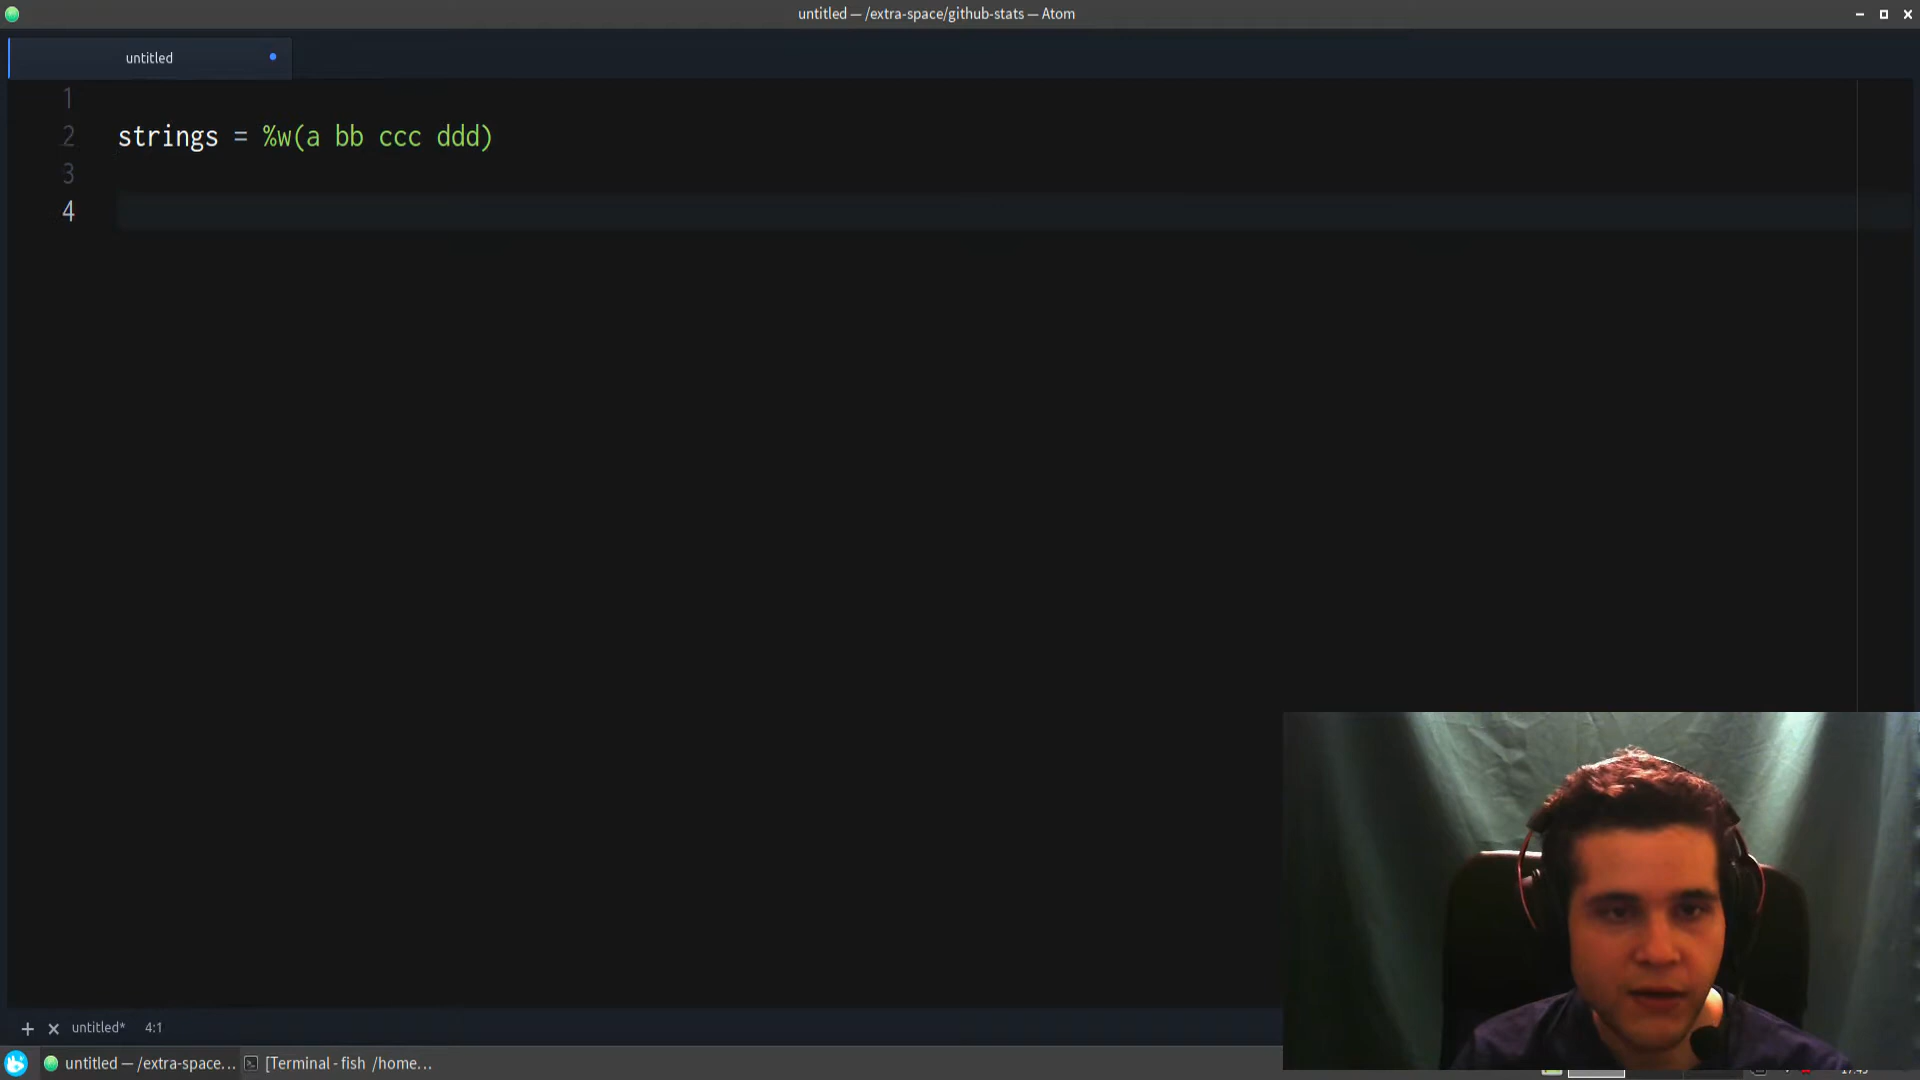 untitled — /extra-space/github-stats — Atom
untitled
1
2 strings = %w(a bb ccc ddd)
3
4
untitled* 4:1
untitled — /extra-space... [Terminal - fish /home...